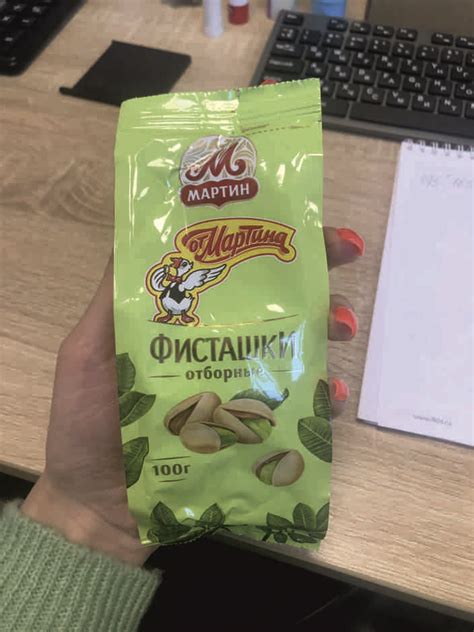 М
МАРТИН
от Мартина
ФИСТАШКИ
отборные
100г